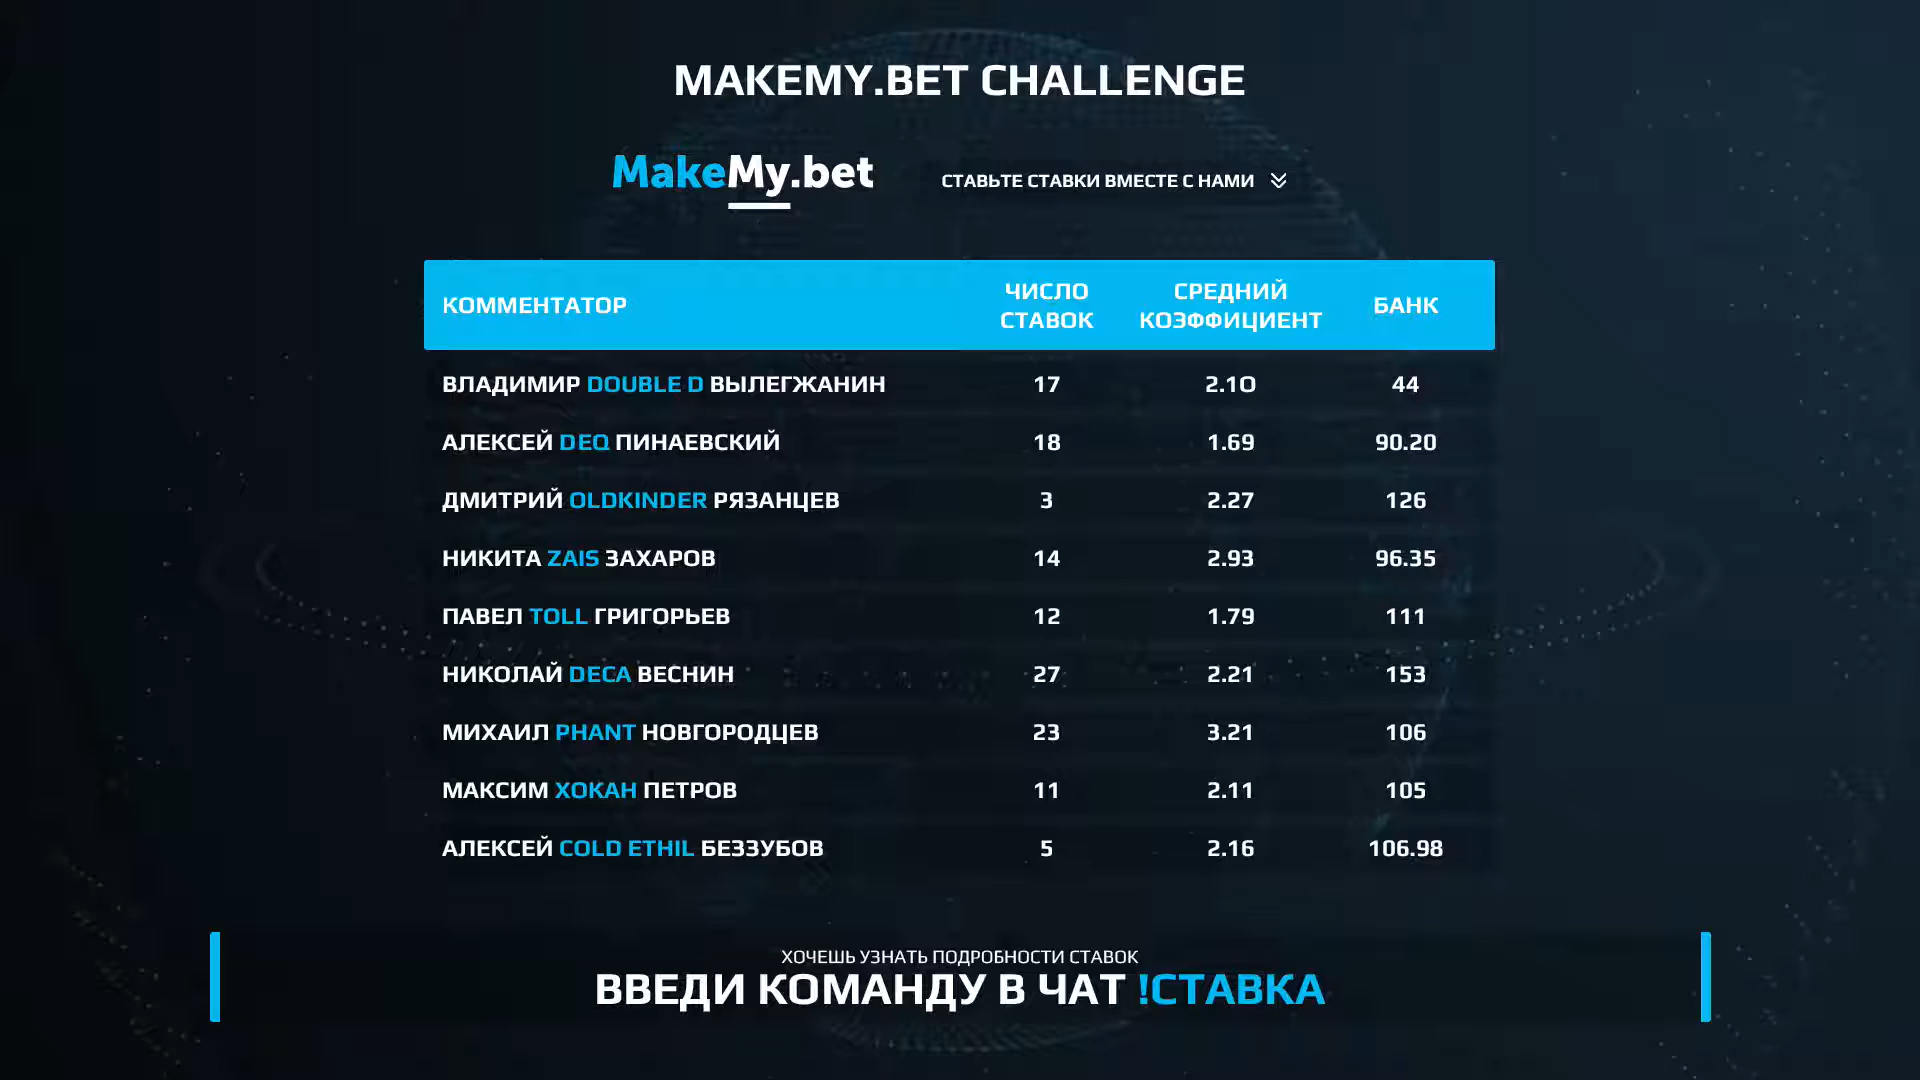 MAKEMY.BET CHALLENGE
MakeMy.bet СТАВЬТЕ СТАВКИ ВМЕСТЕ С НАМИ
КОММЕНТАТОР ЧИСЛО СТАВОК СРЕДНИЙ КОЭФФИЦИЕНТ БАНК
ВЛАДИМИР DOUBLE D ВЫЛЕГЖАНИН 17 2.10 44
АЛЕКСЕЙ DEQ ПИНАЕВСКИЙ 18 1.69 90.20
ДМИТРИЙ OLDKINDER РЯЗАНЦЕВ 3 2.27 126
НИКИТА ZAIS ЗАХАРОВ 14 2.93 96.35
ПАВЕЛ TOLL ГРИГОРЬЕВ 12 1.79 111
НИКОЛАЙ DECA ВЕСНИН 27 2.21 153
МИХАИЛ PHANT НОВГОРОДЦЕВ 23 3.21 106
МАКСИМ ХОКАН ПЕТРОВ 11 2.11 105
АЛЕКСЕЙ COLD ETHIL БЕЗЗУБОВ 5 2.16 106.98
ХОЧЕШЬ УЗНАТЬ ПОДРОБНОСТИ СТАВОК
ВВЕДИ КОМАНДУ В ЧАТ !СТАВКА